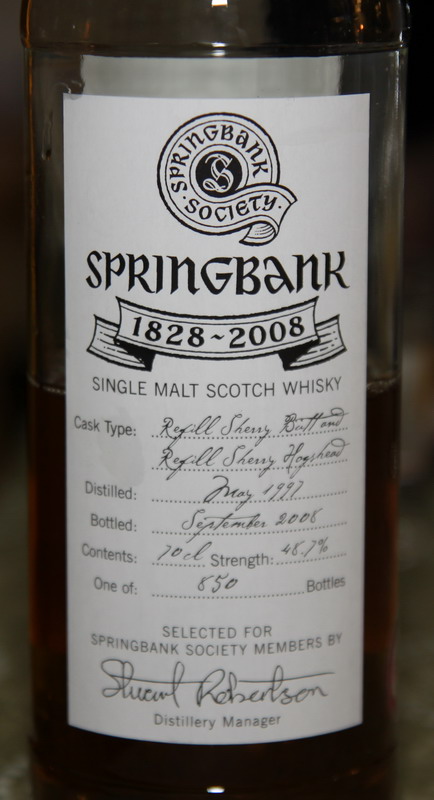 SPRINGBANK
S
·SOCIETY·
SPRINGBANK
1828~2008
SINGLE MALT SCOTCH WHISKY
Cask Type: Refill Sherry Butt and
Refill Sherry Hogshead
Distilled: May 1997
Bottled: September 2008
Contents: 70cl Strength: 48.7%
One of: 850 Bottles
SELECTED FOR
SPRINGBANK SOCIETY MEMBERS BY
Stuart Robertson
Distillery Manager